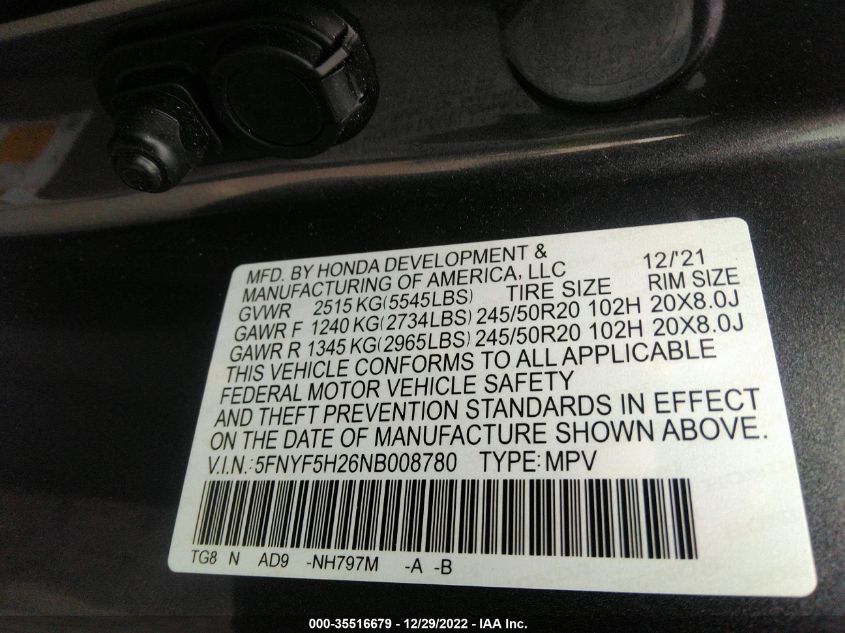 MFD. BY HONDA DEVELOPMENT & 12/'21
MANUFACTURING OF AMERICA, LLC
GVWR 2515 KG(5545LBS) TIRE SIZE RIM SIZE
GAWR F 1240 KG(2734LBS) 245/50R20 102H 20X8.0J
GAWR R 1345 KG(2965LBS) 245/50R20 102H 20X8.0J
THIS VEHICLE CONFORMS TO ALL APPLICABLE
FEDERAL MOTOR VEHICLE SAFETY
AND THEFT PREVENTION STANDARDS IN EFFECT
ON THE DATE OF MANUFACTURE SHOWN ABOVE.
V.I.N.: 5FNYF5H26NB008780 TYPE: MPV
TG8 N AD9 -NH797M -A -B
000-35516679 - 12/29/2022 - IAA Inc.